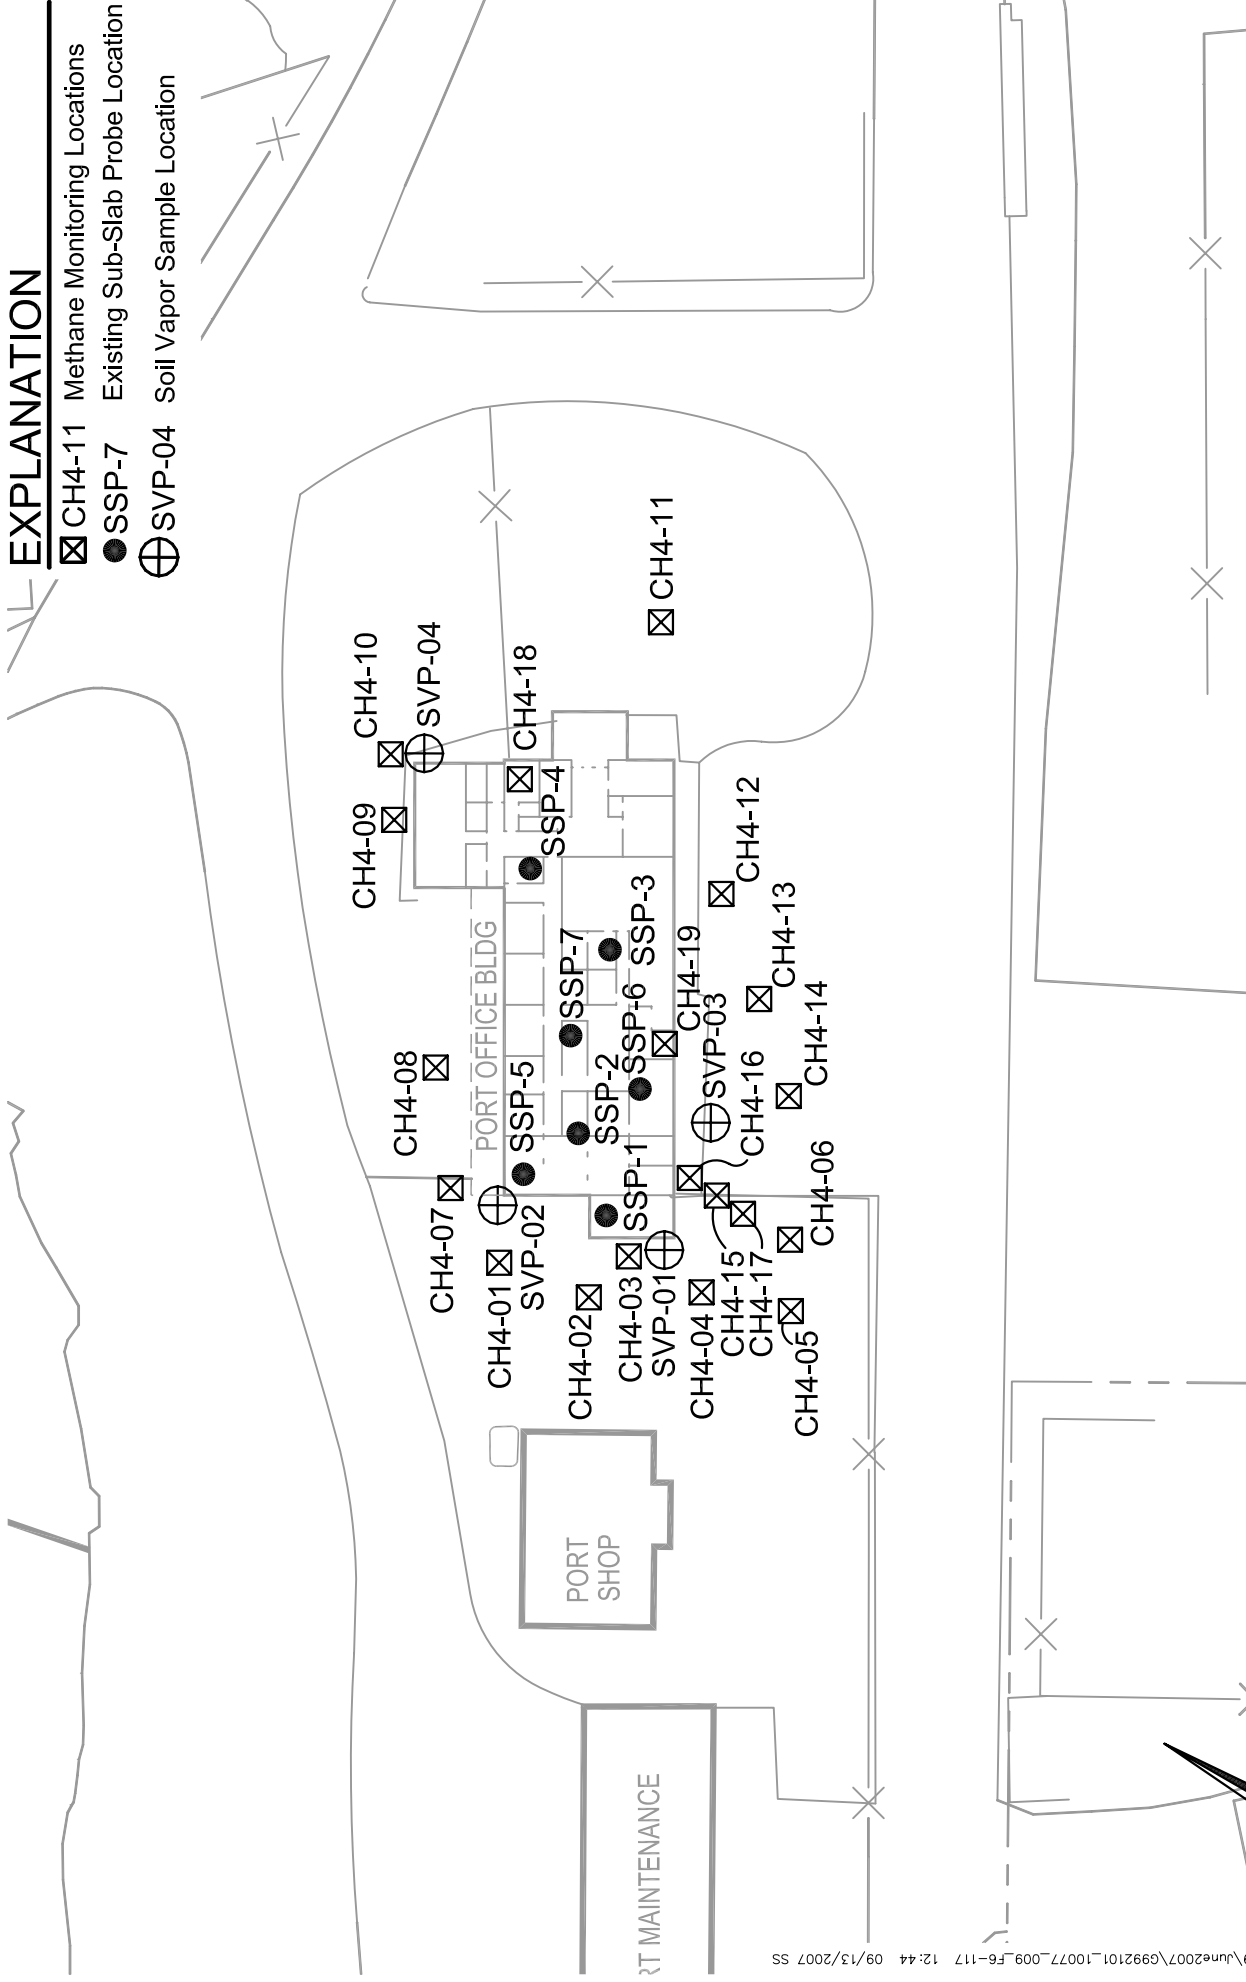 EXPLANATION
CH4-11 Methane Monitoring Locations
SSP-7 Existing Sub-Slab Probe Location
SVP-04 Soil Vapor Sample Location
CH4-10
SVP-04
CH4-09
CH4-18
SSP-4
CH4-11
CH4-08
PORT OFFICE BLDG
SSP-7
SSP-3
CH4-12
CH4-19
CH4-13
SSP-5
SSP-2
SSP-6
SVP-03
CH4-14
CH4-16
CH4-07
SSP-1
CH4-06
CH4-01
SVP-02
CH4-02
CH4-03
SVP-01
CH4-04
CH4-15
CH4-17
CH4-05
PORT
SHOP
RT MAINTENANCE
\June2007\G992101_10077_009_F6-117 12:44 09/13/2007 SS